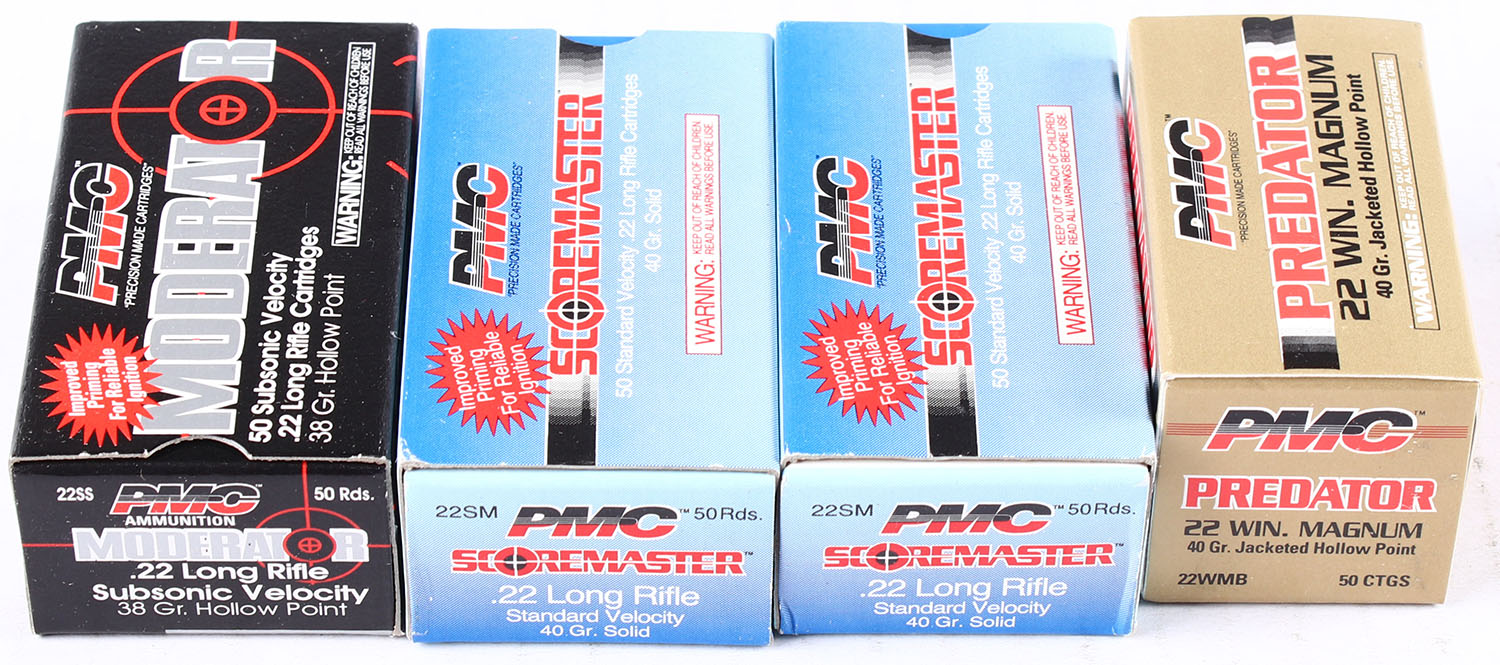 PMC
"PRECISION MADE CARTRIDGES"
MODERATOR™
WARNING: KEEP OUT OF REACH OF CHILDREN
READ ALL WARNINGS BEFORE USE
Improved
Priming
For Reliable
Ignition
50 Subsonic Velocity
.22 Long Rifle Cartridges
38 Gr. Hollow Point
22SS PMC™ 50 Rds.
AMMUNITION
MODERATOR
.22 Long Rifle
Subsonic Velocity
38 Gr. Hollow Point
PMC
"PRECISION MADE CARTRIDGES"
SCOREMASTER
50 Standard Velocity .22 Long Rifle Cartridges
40 Gr. Solid
WARNING: KEEP OUT OF REACH OF CHILDREN
READ ALL WARNINGS BEFORE USE
Improved
Priming
For Reliable
Ignition
22SM PMC™ 50 Rds.
SCOREMASTER™
.22 Long Rifle
Standard Velocity
40 Gr. Solid
PMC
"PRECISION MADE CARTRIDGES"
SCOREMASTER
50 Standard Velocity .22 Long Rifle Cartridges
40 Gr. Solid
WARNING: KEEP OUT OF REACH OF CHILDREN
READ ALL WARNINGS BEFORE USE
Improved
Priming
For Reliable
Ignition
22SM PMC™ 50 Rds.
SCOREMASTER™
.22 Long Rifle
Standard Velocity
40 Gr. Solid
PMC™
"PRECISION MADE CARTRIDGES"
PREDATOR
22 WIN. MAGNUM
40 Gr. Jacketed Hollow Point
WARNING: KEEP OUT OF REACH OF CHILDREN.
READ ALL WARNINGS BEFORE USE.
PMC™
PREDATOR
22 WIN. MAGNUM
40 Gr. Jacketed Hollow Point
22WMB 50 CTGS